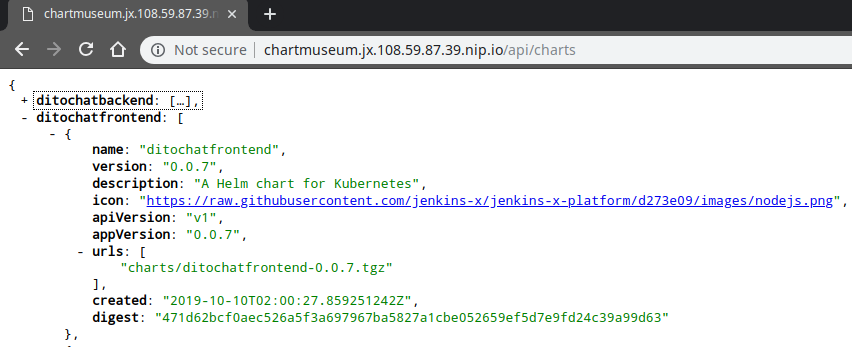 chartmuseum.jx.108.59.87.39.n
Not secure | chartmuseum.jx.108.59.87.39.nip.io/api/charts
{
+ ditochatbackend: […],
- ditochatfrontend: [
- {
name: "ditochatfrontend",
version: "0.0.7",
description: "A Helm chart for Kubernetes",
icon: "https://raw.githubusercontent.com/jenkins-x/jenkins-x-platform/d273e09/images/nodejs.png",
apiVersion: "v1",
appVersion: "0.0.7",
- urls: [
"charts/ditochatfrontend-0.0.7.tgz"
],
created: "2019-10-10T02:00:27.859251242Z",
digest: "471d62bcf0aec526a5f3a697967ba5827a1cbe052659ef5d7e9fd24c39a99d63"
},